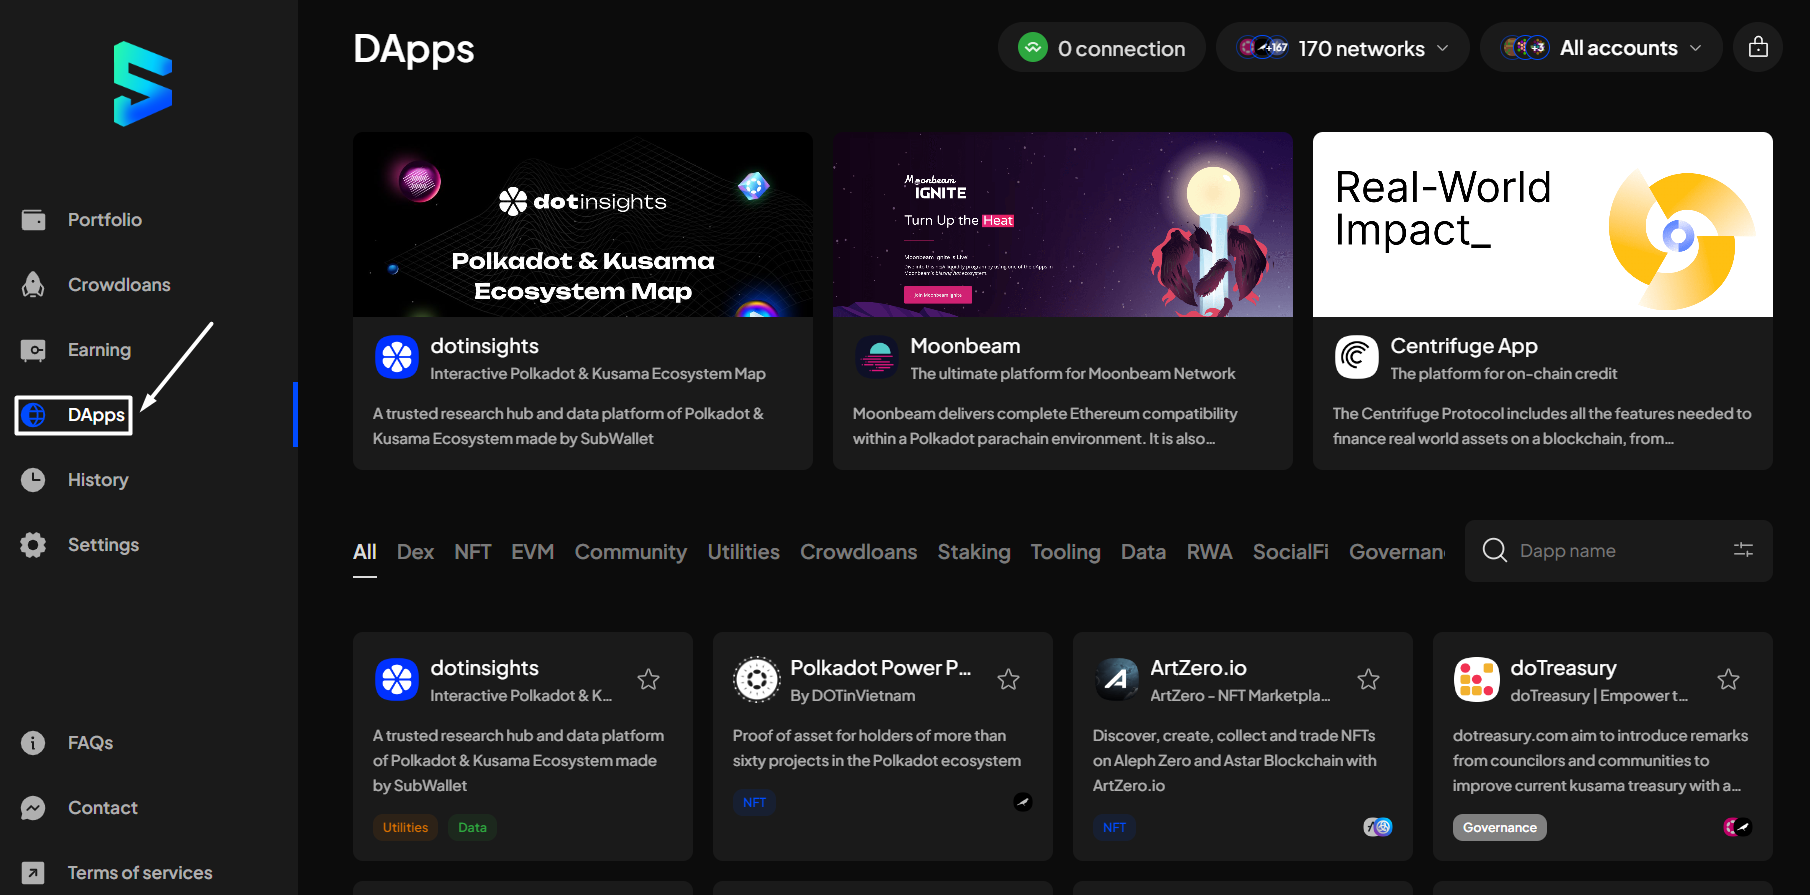 DApps
0 connection
+167
170 networks
+3
All accounts
Portfolio
Crowdloans
Earning
DApps
History
Settings
FAQs
Contact
Terms of services
dotinsights
Polkadot & Kusama
Ecosystem Map
dotinsights
Interactive Polkadot & Kusama Ecosystem Map
A trusted research hub and data platform of Polkadot &
Kusama Ecosystem made by SubWallet
Moonbeam
IGNITE
Turn Up the Heat
Moonbeam Ignite is Live!
Join Moonbeam Ignite
Moonbeam
The ultimate platform for Moonbeam Network
Moonbeam delivers complete Ethereum compatibility
within a Polkadot parachain environment. It is also...
Real-World
Impact_
Centrifuge App
The platform for on-chain credit
The Centrifuge Protocol includes all the features needed to
finance real world assets on a blockchain, from...
All Dex NFT EVM Community Utilities Crowdloans Staking Tooling Data RWA SocialFi Governan
Dapp name
dotinsights
Interactive Polkadot & K...
A trusted research hub and data platform
of Polkadot & Kusama Ecosystem made
by SubWallet
Utilities Data
Polkadot Power P...
By DOTinVietnam
Proof of asset for holders of more than
sixty projects in the Polkadot ecosystem
NFT
ArtZero.io
ArtZero - NFT Marketpla...
Discover, create, collect and trade NFTs
on Aleph Zero and Astar Blockchain with
ArtZero.io
NFT
doTreasury
doTreasury | Empower t...
dotreasury.com aim to introduce remarks
from councilors and communities to
improve current kusama treasury with a...
Governance